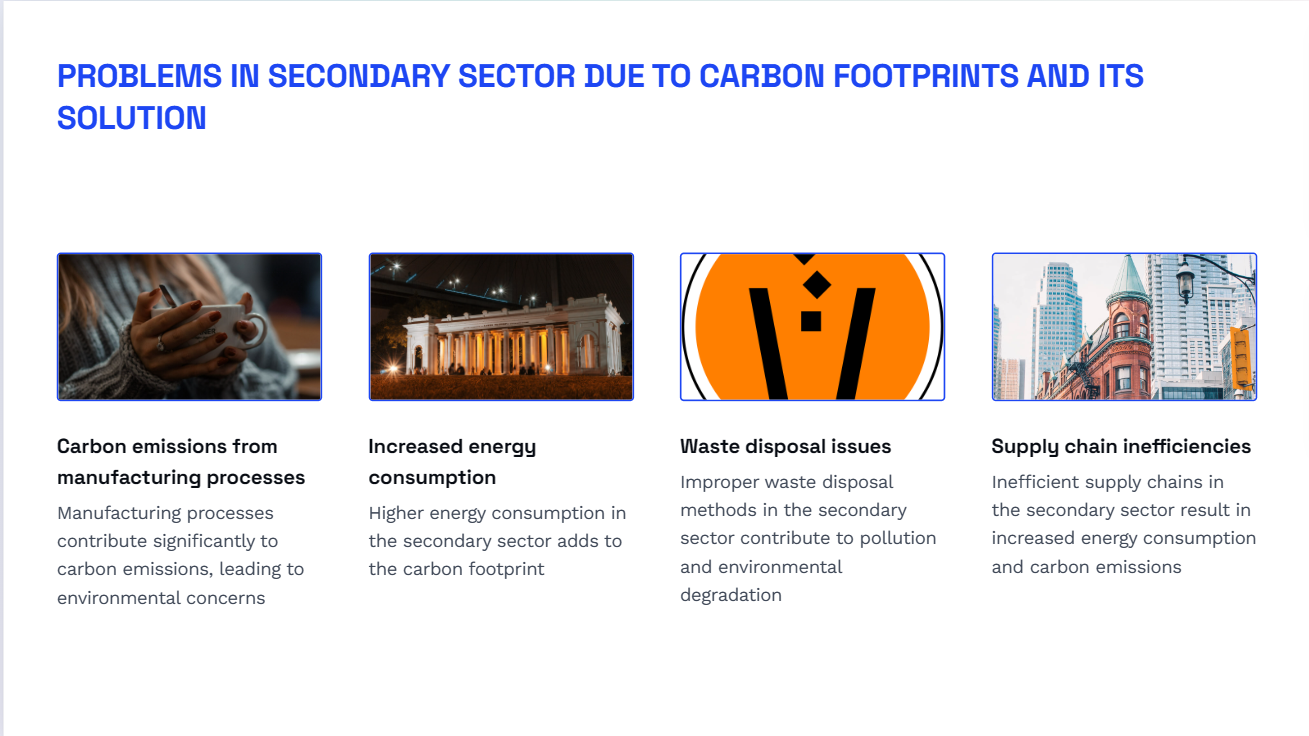 PROBLEMS IN SECONDARY SECTOR DUE TO CARBON FOOTPRINTS AND ITS
SOLUTION
Carbon emissions from
manufacturing processes
Manufacturing processes
contribute significantly to
carbon emissions, leading to
environmental concerns
Increased energy
consumption
Higher energy consumption in
the secondary sector adds to
the carbon footprint
Waste disposal issues
Improper waste disposal
methods in the secondary
sector contribute to pollution
and environmental
degradation
Supply chain inefficiencies
Inefficient supply chains in
the secondary sector result in
increased energy consumption
and carbon emissions